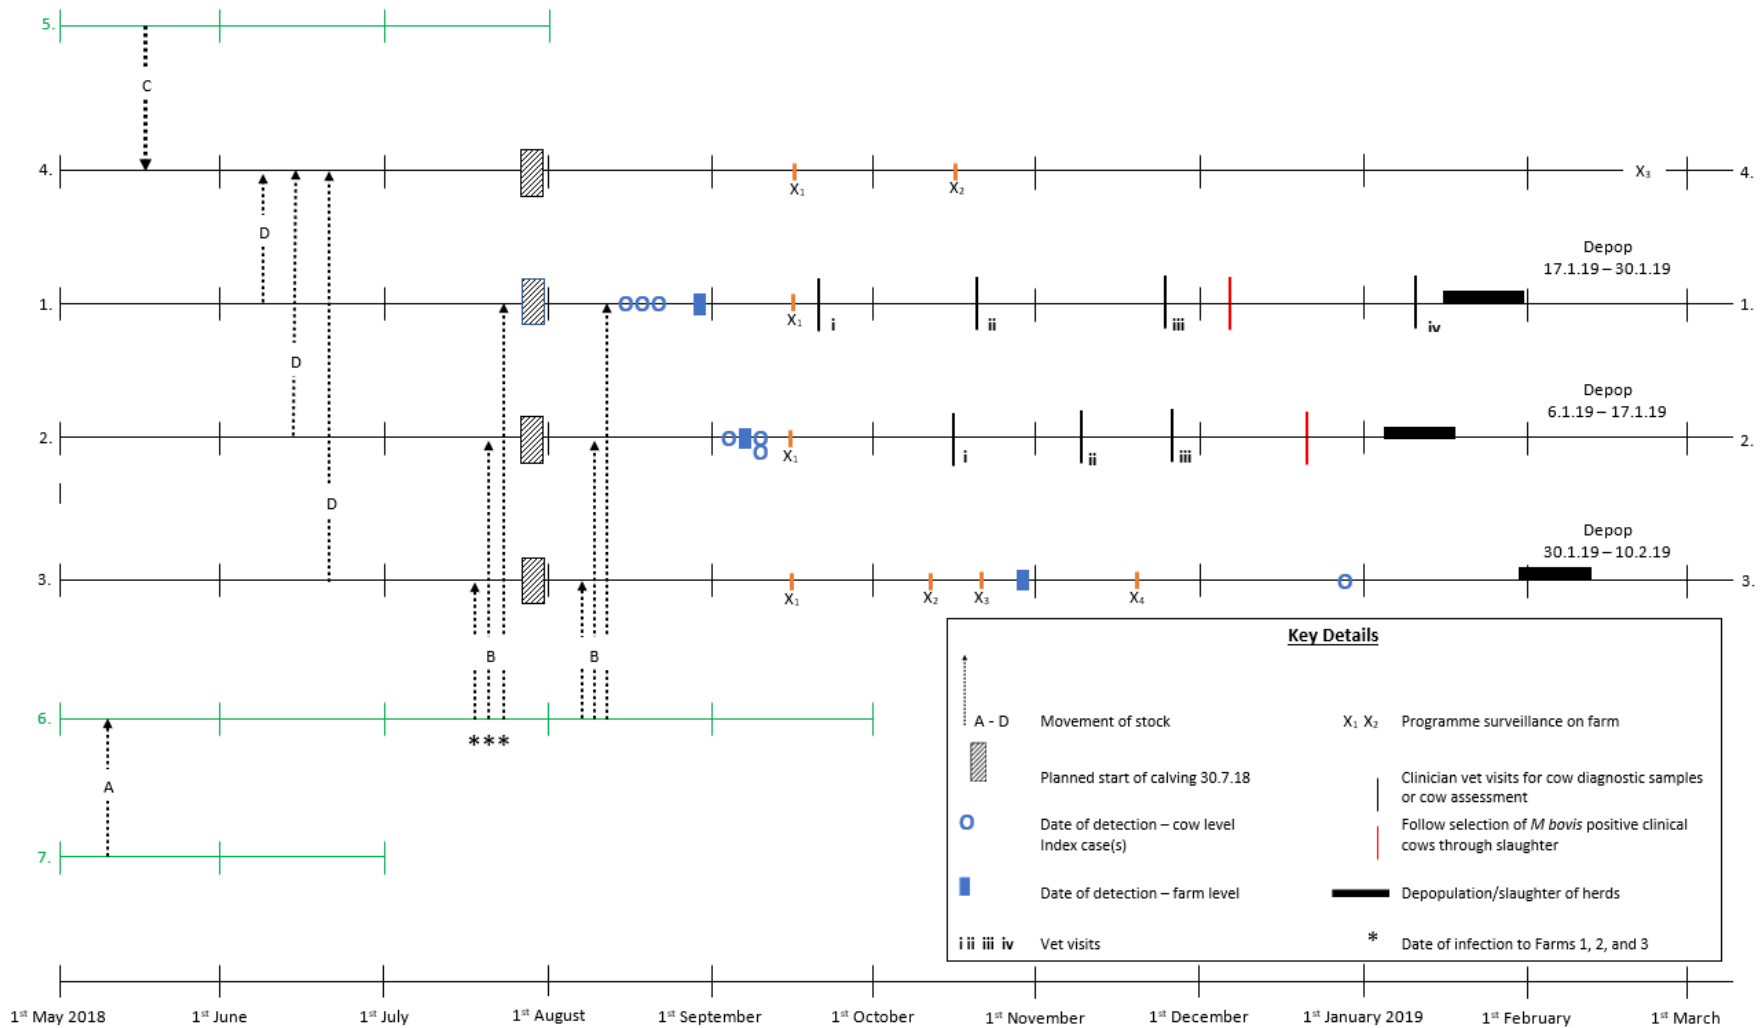 5.
C
4.
X₁
X₂
X₃
4.
D
Depop
17.1.19 – 30.1.19
1.
X₁
i
ii
iii
iv
1.
D
Depop
6.1.19 – 17.1.19
2.
X₁
i
ii
iii
2.
D
Depop
30.1.19 – 10.2.19
3.
X₁
X₂
X₃
X₄
3.
B
B
6.
***
A
7.
Key Details
A - D Movement of stock
X₁ X₂ Programme surveillance on farm
Planned start of calving 30.7.18
Clinician vet visits for cow diagnostic samples
or cow assessment
Date of detection – cow level
Index case(s)
Follow selection of M bovis positive clinical
cows through slaughter
Date of detection – farm level
Depopulation/slaughter of herds
i ii iii iv Vet visits
* Date of infection to Farms 1, 2, and 3
1st May 2018 1st June 1st July 1st August 1st September 1st October 1st November 1st December 1st January 2019 1st February 1st March